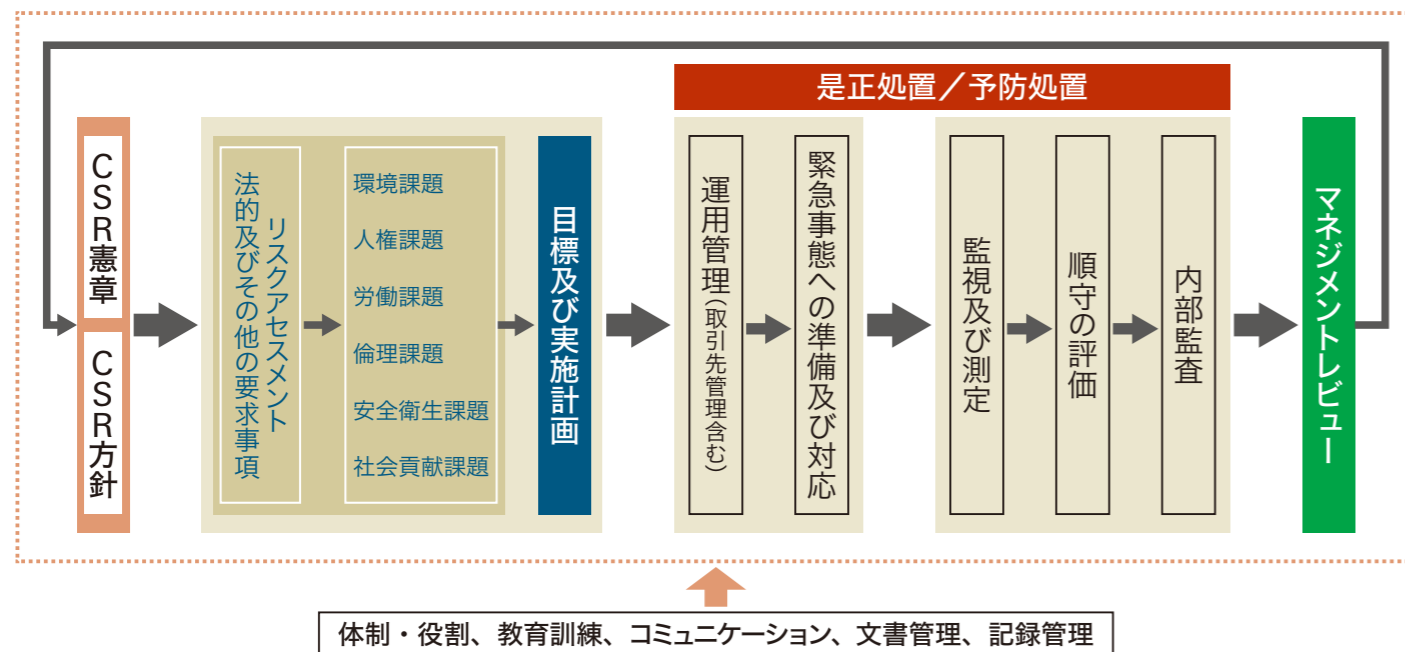 是正処置／予防処置
CSR憲章
CSR方針
リスクアセスメント
法的及びその他の要求事項
環境課題
人権課題
労働課題
倫理課題
安全衛生課題
社会貢献課題
目標及び実施計画
運用管理（取引先管理含む）
緊急事態への準備及び対応
監視及び測定
順守の評価
内部監査
マネジメントレビュー
体制・役割、教育訓練、コミュニケーション、文書管理、記録管理